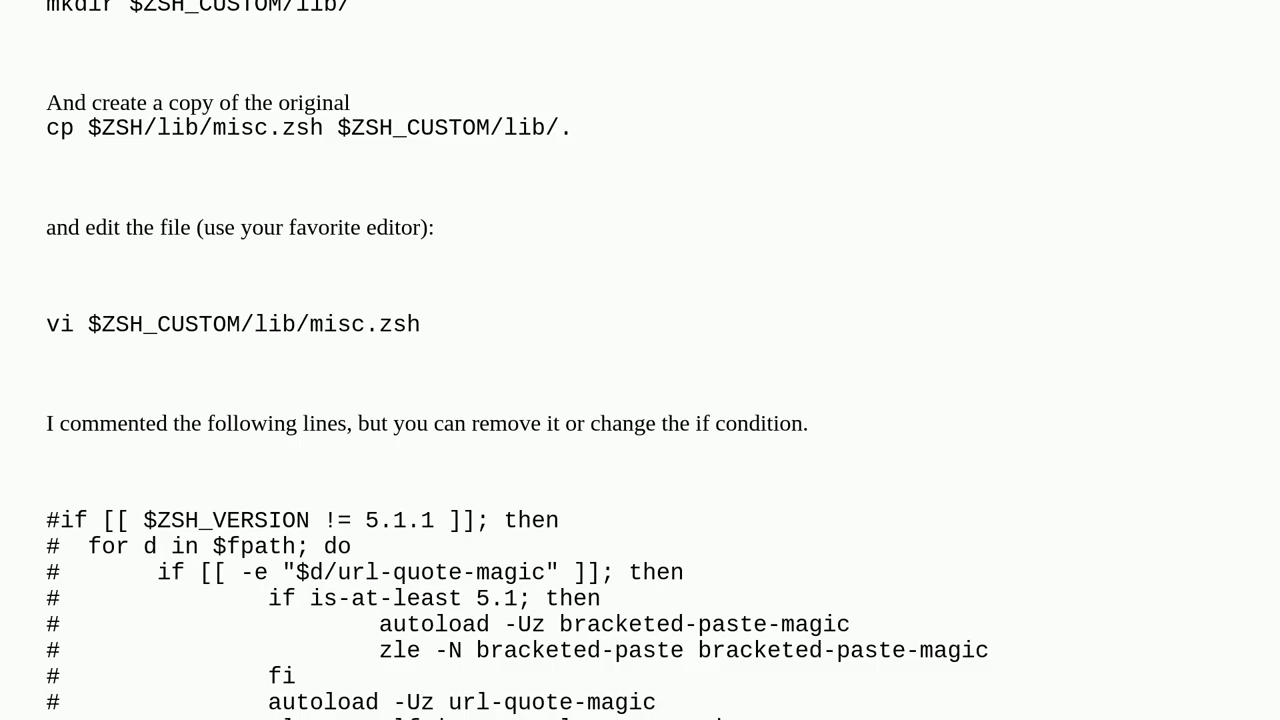 mkdir $ZSH_CUSTOM/lib/
And create a copy of the original
cp $ZSH/lib/misc.zsh $ZSH_CUSTOM/lib/.
and edit the file (use your favorite editor):
vi $ZSH_CUSTOM/lib/misc.zsh
I commented the following lines, but you can remove it or change the if condition.
#if [[ $ZSH_VERSION != 5.1.1 ]]; then
#  for d in $fpath; do
#       if [[ -e "$d/url-quote-magic" ]]; then
#               if is-at-least 5.1; then
#                       autoload -Uz bracketed-paste-magic
#                       zle -N bracketed-paste bracketed-paste-magic
#               fi
#               autoload -Uz url-quote-magic